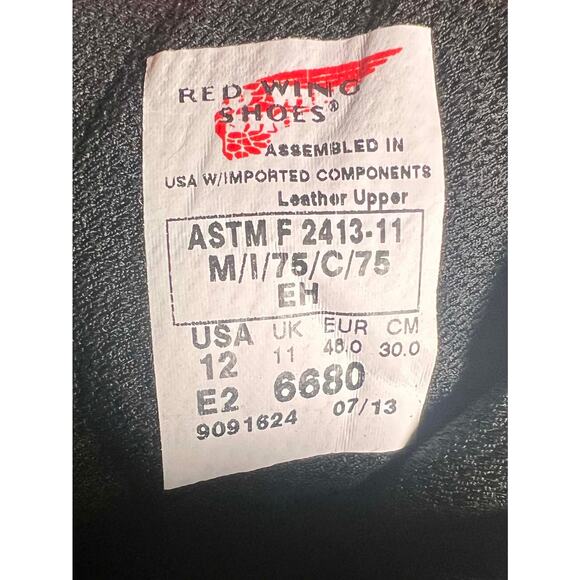 RED WING
SHOES®
ASSEMBLED IN
USA W/IMPORTED COMPONENTS
Leather Upper
ASTM F 2413-11
M/I/75/C/75
EH
USA UK EUR CM
12 11 46.0 30.0
E2 6680
9091624 07/13